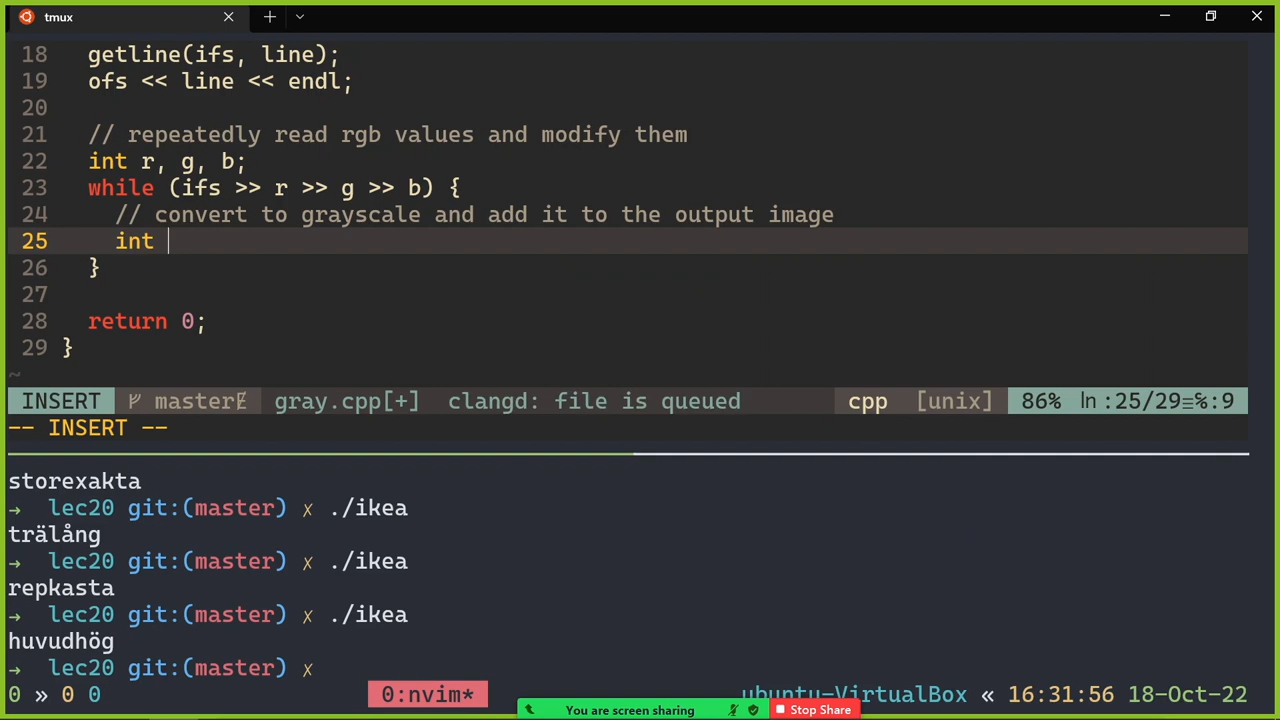 tmux
18 getline(ifs, line);
19 ofs << line << endl;
20
21 // repeatedly read rgb values and modify them
22 int r, g, b;
23 while (ifs >> r >> g >> b) {
24 // convert to grayscale and add it to the output image
25 int
26 }
27
28 return 0;
29 }
~
INSERT master gray.cpp[+] clangd: file is queued cpp [unix] 86% ln :25/29≡%:9
-- INSERT --
storexakta
→ lec20 git:(master) ✗ ./ikea
trälång
→ lec20 git:(master) ✗ ./ikea
repkasta
→ lec20 git:(master) ✗ ./ikea
huvudhög
→ lec20 git:(master) ✗
0 » 0 0 0:nvim* ubuntu-VirtualBox « 16:31:56 18-Oct-22
You are screen sharing Stop Share